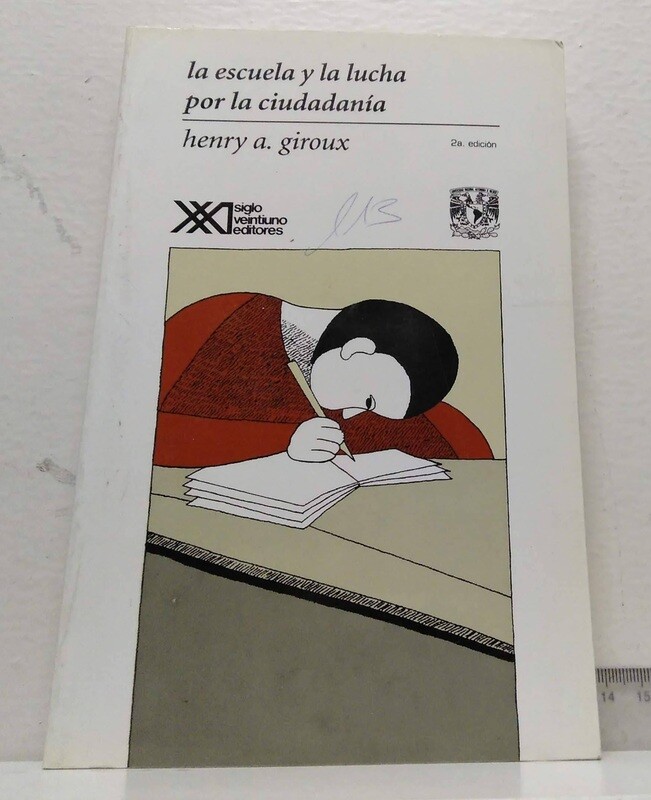 la escuela y la lucha
por la ciudadanía
henry a. giroux
2a. edición
siglo
veintiuno
editores
14 15